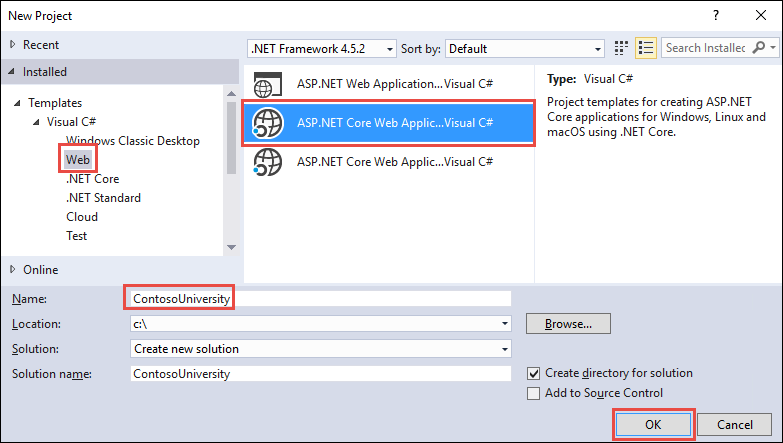 New Project
?
Recent
.NET Framework 4.5.2
Sort by:
Default
Search Installed
Installed
Templates
Visual C#
Windows Classic Desktop
Web
.NET Core
.NET Standard
Cloud
Test
Online
ASP.NET Web Application...Visual C#
ASP.NET Core Web Applic...Visual C#
ASP.NET Core Web Applic...Visual C#
Type: Visual C#
Project templates for creating ASP.NET
Core applications for Windows, Linux and
macOS using .NET Core.
Name:
ContosoUniversity
Location:
c:\
Browse...
Solution:
Create new solution
Solution name:
ContosoUniversity
Create directory for solution
Add to Source Control
OK
Cancel